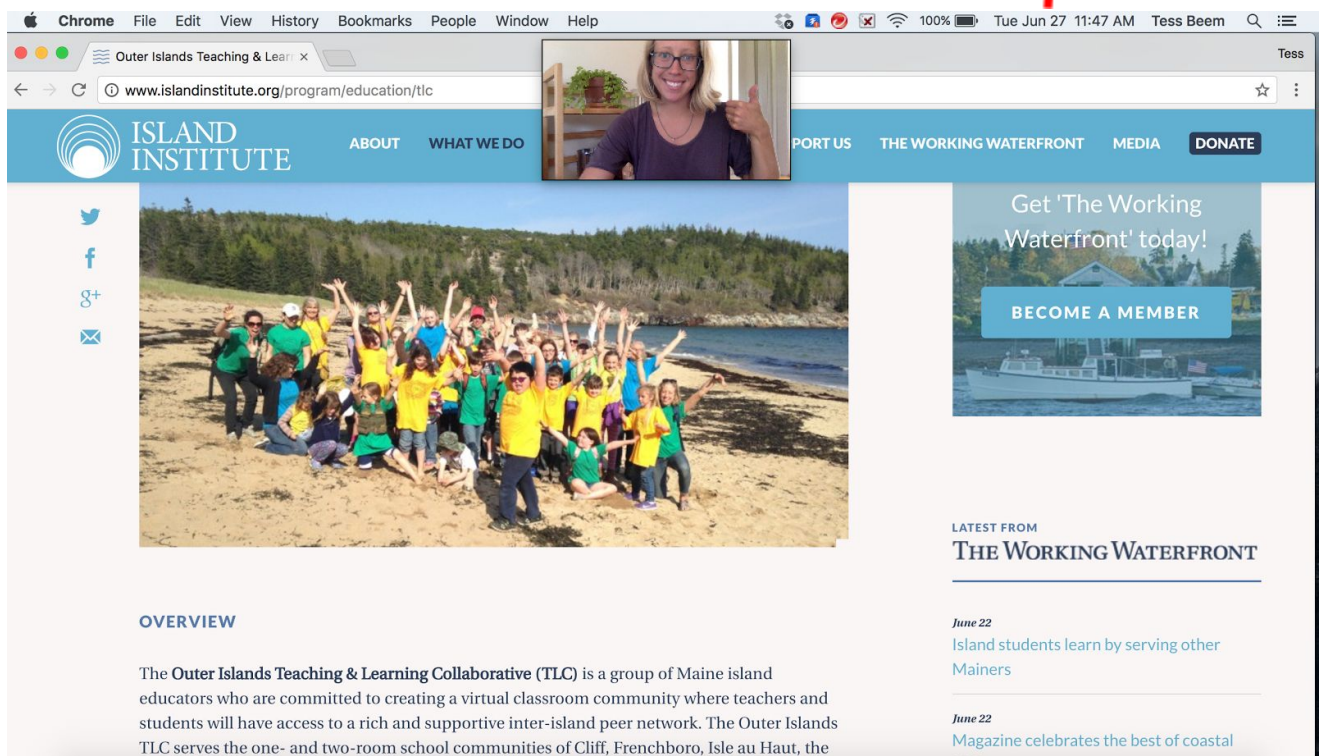 Chrome File Edit View History Bookmarks People Window Help 100% Tue Jun 27 11:47 AM Tess Beem
Outer Islands Teaching & Lear
Tess
www.islandinstitute.org/program/education/tlc
ISLAND
INSTITUTE
ABOUT WHAT WE DO PORT US THE WORKING WATERFRONT MEDIA DONATE
Get 'The Working
Waterfront' today!
BECOME A MEMBER
LATEST FROM
THE WORKING WATERFRONT
June 22
Island students learn by serving other
Mainers
June 22
Magazine celebrates the best of coastal
OVERVIEW
The Outer Islands Teaching & Learning Collaborative (TLC) is a group of Maine island
educators who are committed to creating a virtual classroom community where teachers and
students will have access to a rich and supportive inter-island peer network. The Outer Islands
TLC serves the one- and two-room school communities of Cliff, Frenchboro, Isle au Haut, the